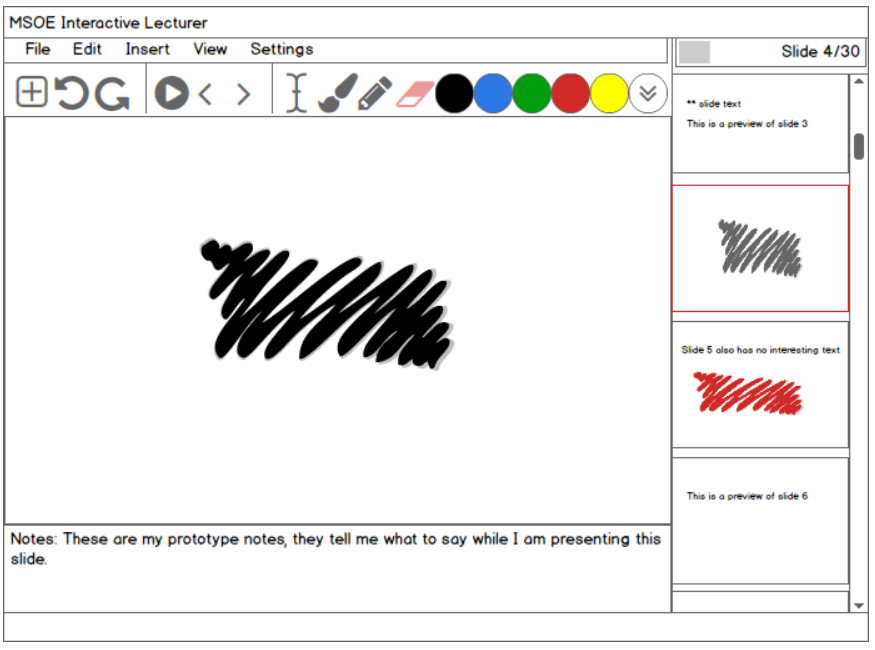 MSOE Interactive Lecturer
File Edit Insert View Settings
Slide 4/30
** slide text
This is a preview of slide 3
Slide 5 also has no interesting text
This is a preview of slide 6
Notes: These are my prototype notes, they tell me what to say while I am presenting this
slide.